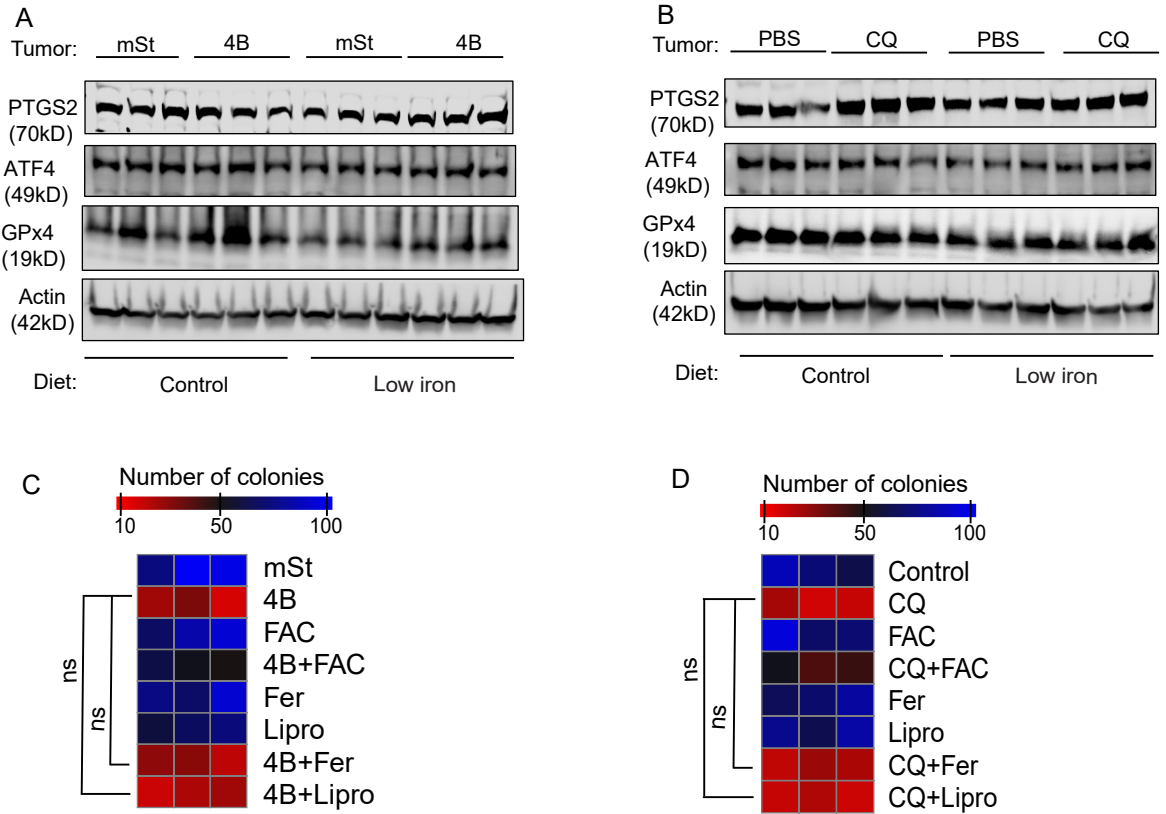 A
Tumor: mSt 4B mSt 4B
PTGS2
(70kD)
ATF4
(49kD)
GPx4
(19kD)
Actin
(42kD)
Diet: Control Low iron
B
Tumor: PBS CQ PBS CQ
PTGS2
(70kD)
ATF4
(49kD)
GPx4
(19kD)
Actin
(42kD)
Diet: Control Low iron
C
Number of colonies
10 50 100
mSt
4B
FAC
4B+FAC
Fer
Lipro
4B+Fer
4B+Lipro
ns
ns
D
Number of colonies
10 50 100
Control
CQ
FAC
CQ+FAC
Fer
Lipro
CQ+Fer
CQ+Lipro
ns
ns